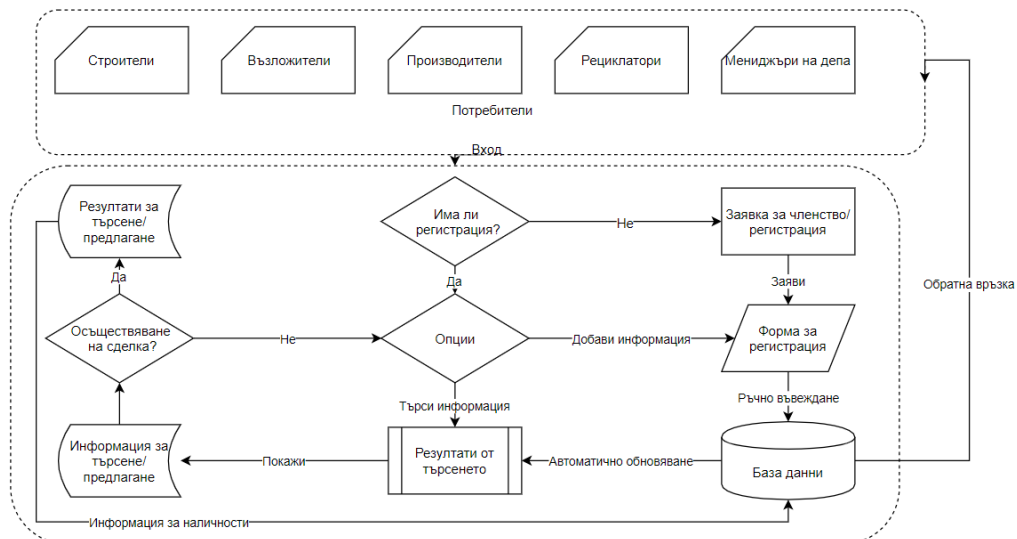 Строители
Възложители
Производители
Рециклатори
Мениджъри на депа
Потребители
Вход
Резултати за
търсене/
предлагане
Има ли
регистрация?
Не
Заявка за членство/
регистрация
Да
Да
Заяви
Обратна връзка
Осъществяване
на сделка?
Не
Опции
Добави информация
Форма за
регистрация
Търси информация
Ръчно въвеждане
Информация за
търсене/
предлагане
Покажи
Резултати от
търсенето
Автоматично обновяване
База данни
Информация за наличности